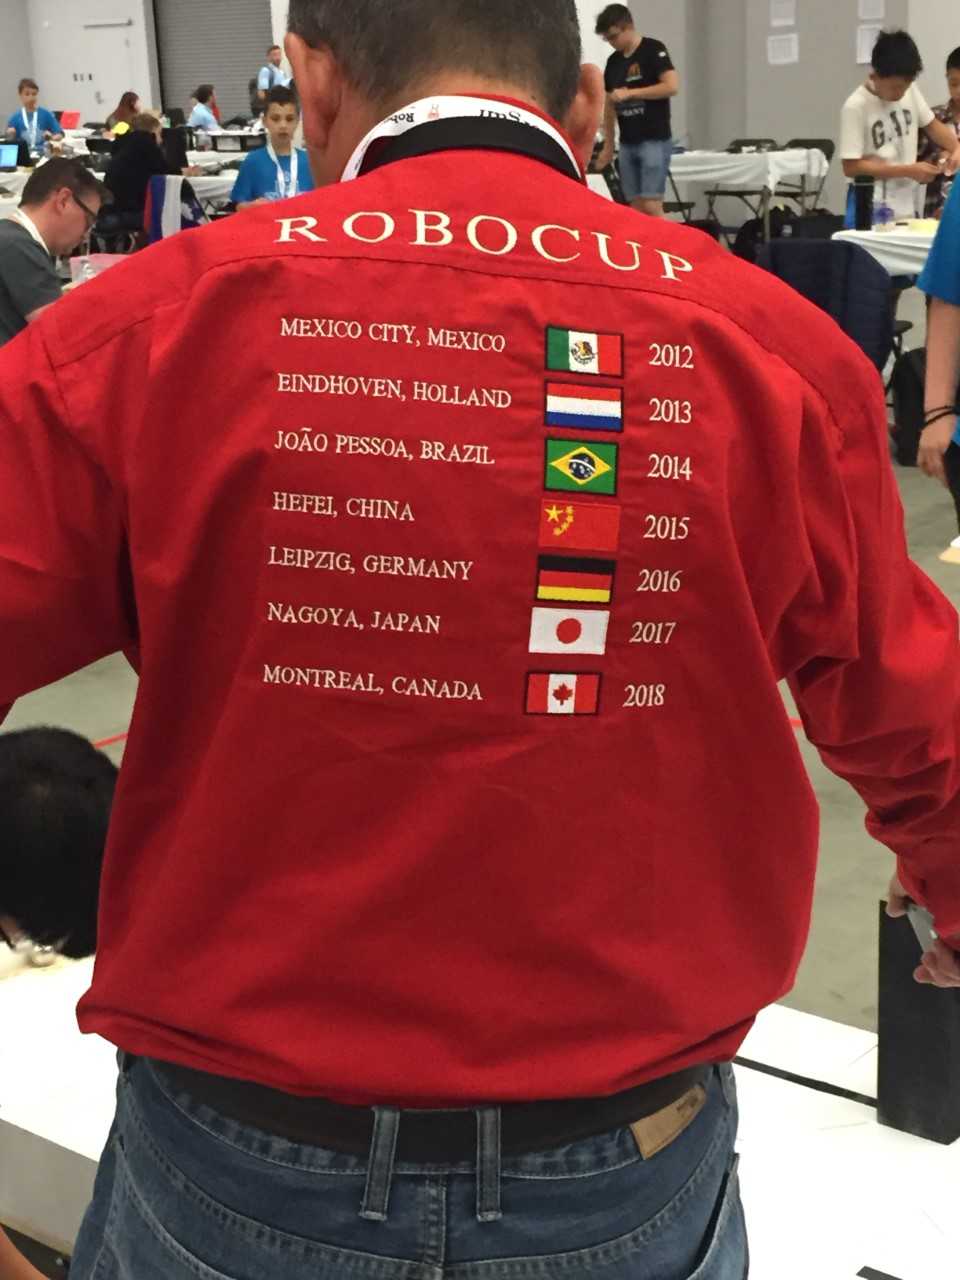 ROBOCUP
MEXICO CITY, MEXICO 2012
EINDHOVEN, HOLLAND 2013
JOÃO PESSOA, BRAZIL 2014
HEFEI, CHINA 2015
LEIPZIG, GERMANY 2016
NAGOYA, JAPAN 2017
MONTREAL, CANADA 2018
GAP